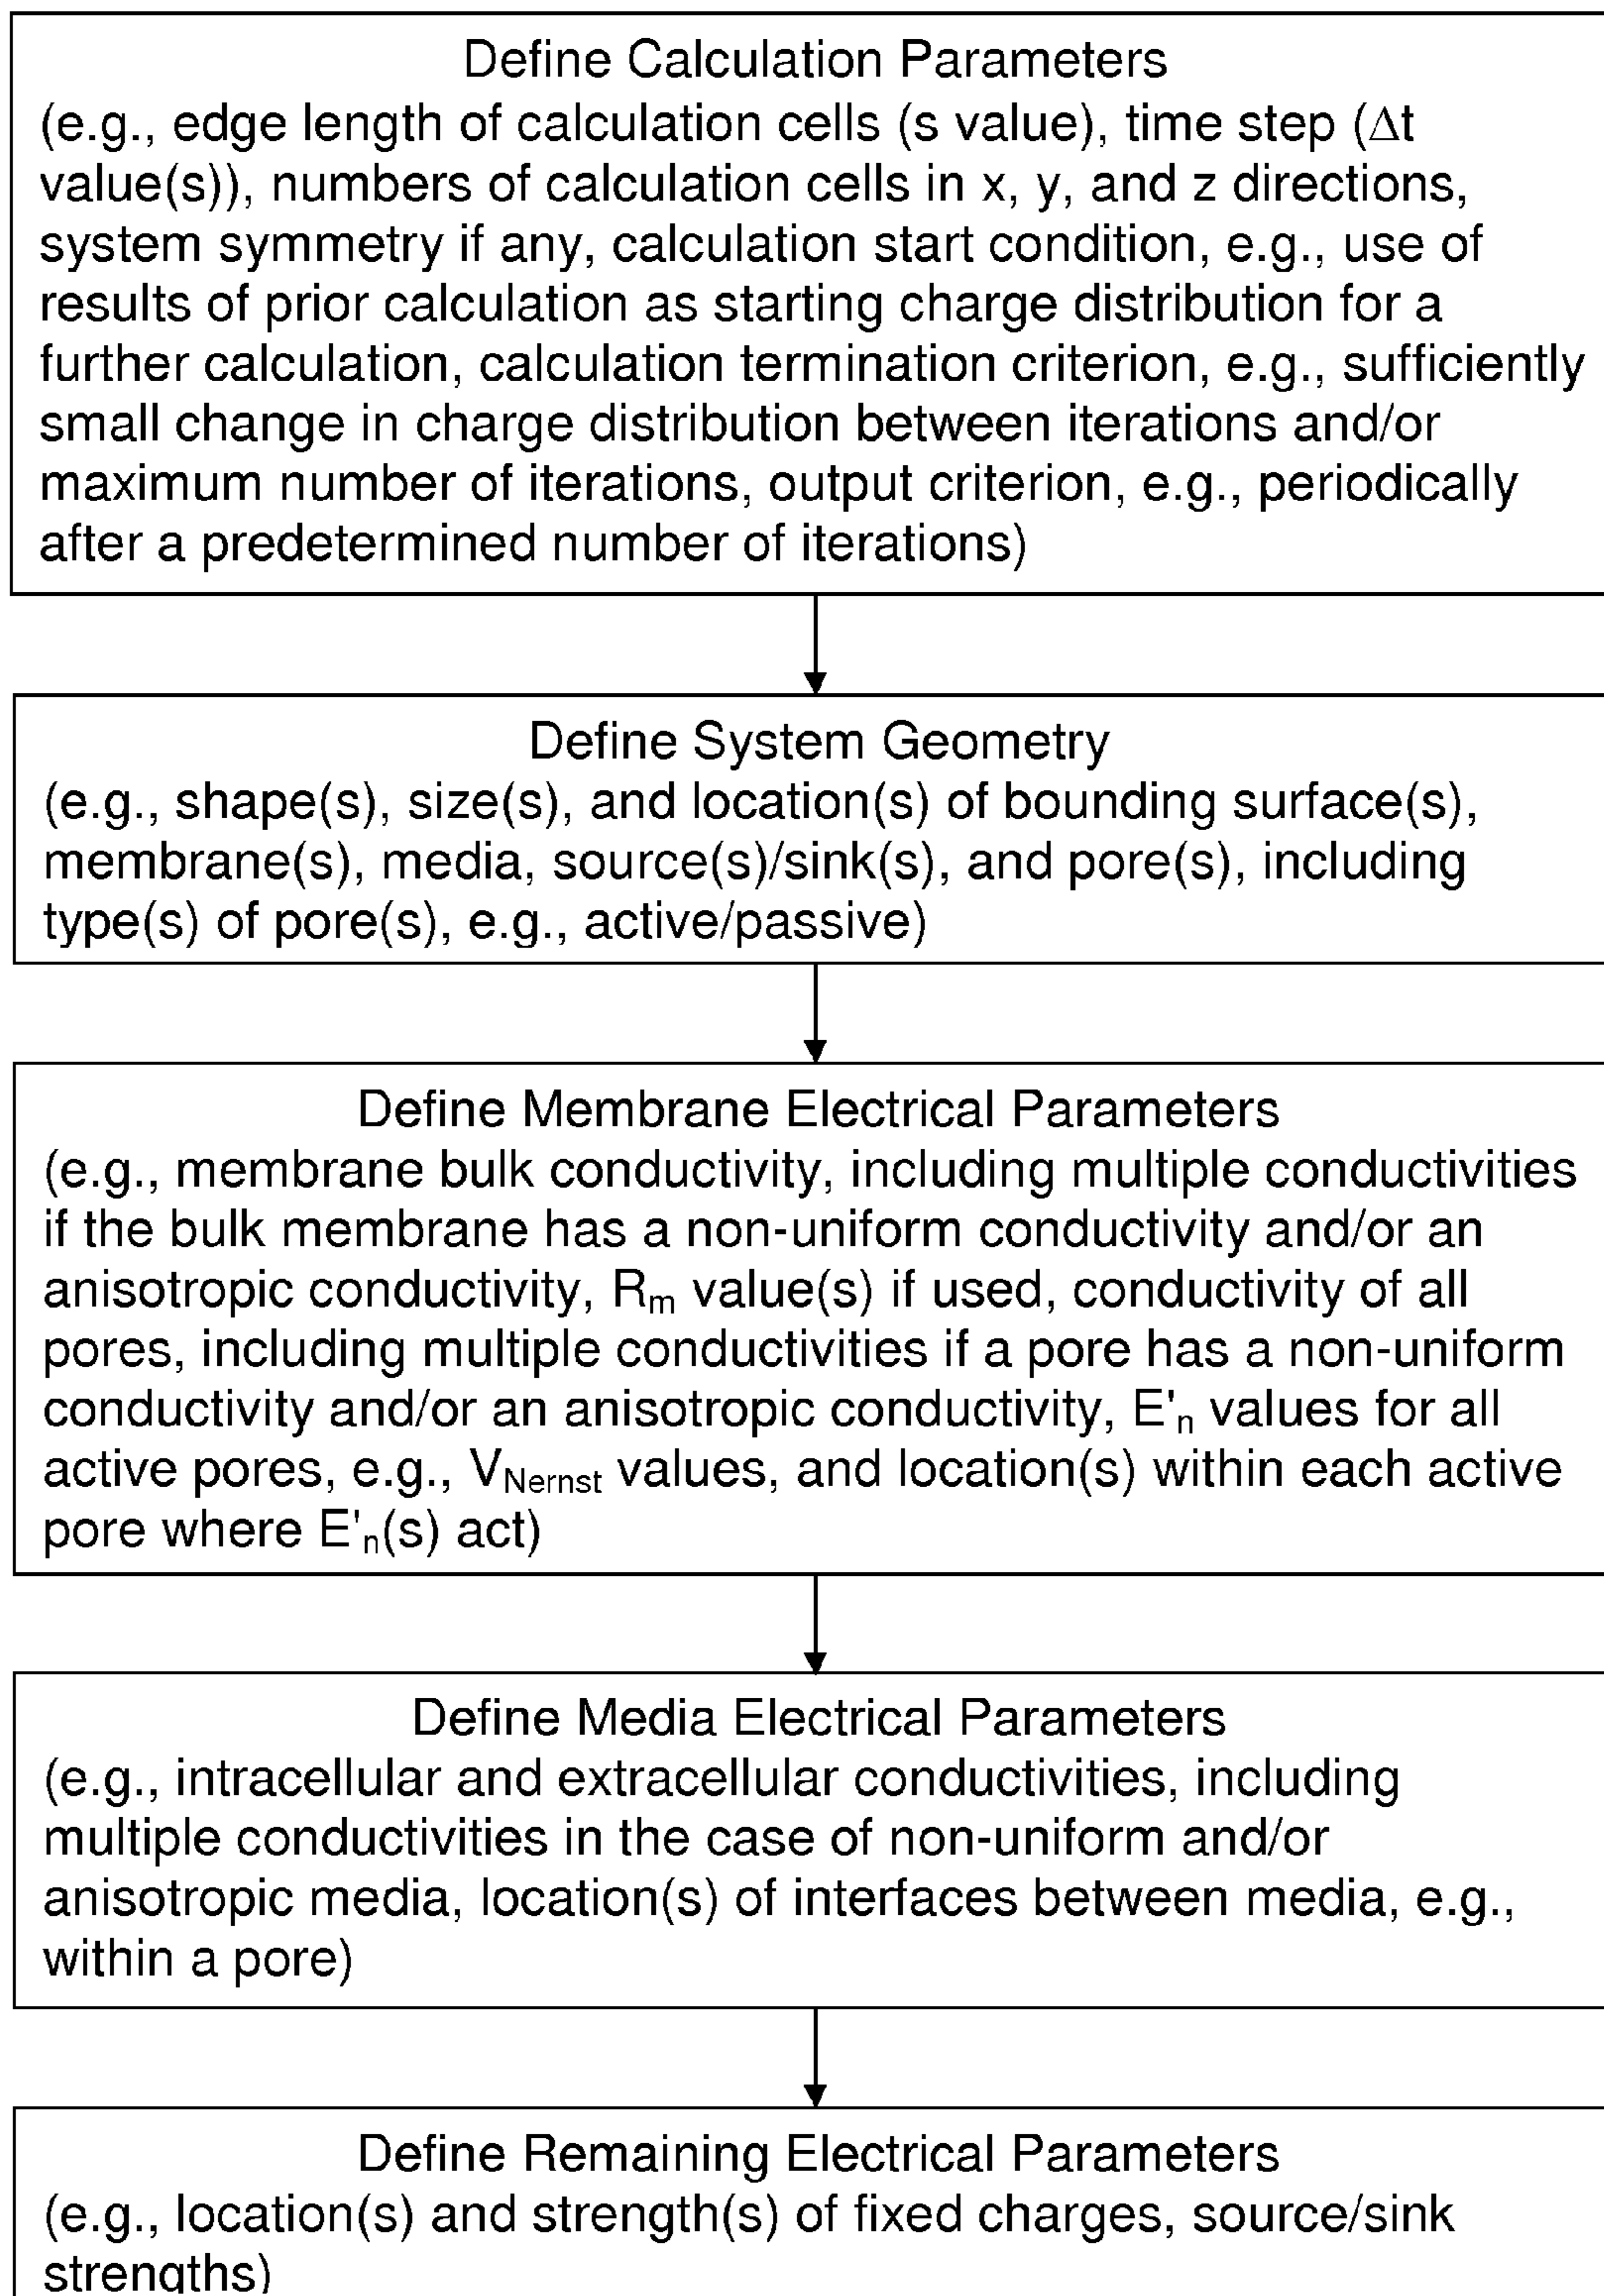 Define Calculation Parameters
(e.g., edge length of calculation cells (s value), time step (Δt
value(s)), numbers of calculation cells in x, y, and z directions,
system symmetry if any, calculation start condition, e.g., use of
results of prior calculation as starting charge distribution for a
further calculation, calculation termination criterion, e.g., sufficiently
small change in charge distribution between iterations and/or
maximum number of iterations, output criterion, e.g., periodically
after a predetermined number of iterations)
Define System Geometry
(e.g., shape(s), size(s), and location(s) of bounding surface(s),
membrane(s), media, source(s)/sink(s), and pore(s), including
type(s) of pore(s), e.g., active/passive)
Define Membrane Electrical Parameters
(e.g., membrane bulk conductivity, including multiple conductivities
if the bulk membrane has a non-uniform conductivity and/or an
anisotropic conductivity, Rm value(s) if used, conductivity of all
pores, including multiple conductivities if a pore has a non-uniform
conductivity and/or an anisotropic conductivity, E'n values for all
active pores, e.g., VNernst values, and location(s) within each active
pore where E'n(s) act)
Define Media Electrical Parameters
(e.g., intracellular and extracellular conductivities, including
multiple conductivities in the case of non-uniform and/or
anisotropic media, location(s) of interfaces between media, e.g.,
within a pore)
Define Remaining Electrical Parameters
(e.g., location(s) and strength(s) of fixed charges, source/sink
strengths)